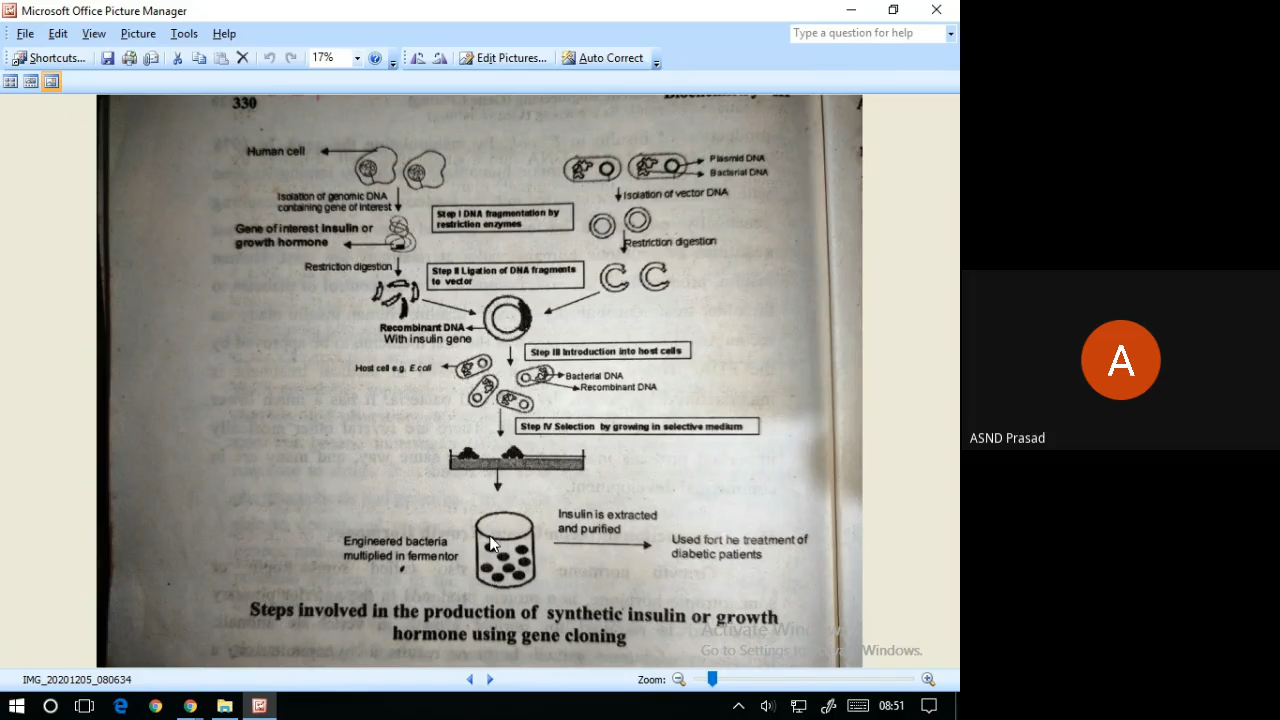 Microsoft Office Picture Manager
File Edit View Picture Tools Help
Type a question for help
Shortcuts...
17%
Edit Pictures...
Auto Correct
330
Human cell
Plasmid DNA
Bacterial DNA
Isolation of genomic DNA
containing gene of interest
Isolation of vector DNA
Step I DNA fragmentation by
restriction enzymes
Gene of interest insulin or
growth hormone
Restriction digestion
Restriction digestion
Step II Ligation of DNA fragments
to vector
Recombinant DNA
With insulin gene
Step III Introduction into host cells
Host cell e.g. E.coli
Bacterial DNA
Recombinant DNA
Step IV Selection by growing in selective medium
Insulin is extracted
and purified
Engineered bacteria
multiplied in fermentor
Used fort he treatment of
diabetic patients
Steps involved in the production of synthetic insulin or growth
hormone using gene cloning
Activate Windows
Go to Settings to activate Windows.
A
ASND Prasad
IMG_20201205_080634
Zoom:
08:51